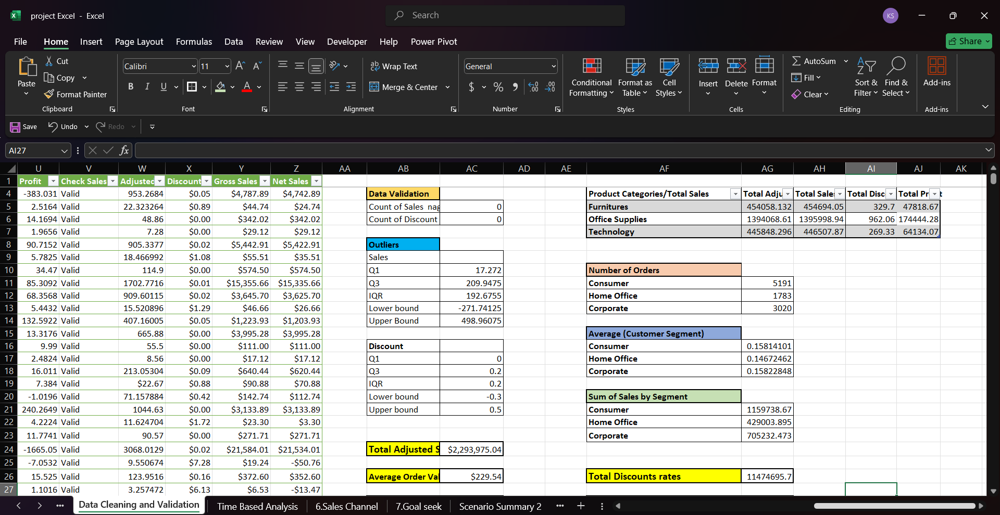 project Excel - Excel
Search
KS
File Home Insert Page Layout Formulas Data Review View Developer Help Power Pivot
Share
Paste
Cut
Copy
Format Painter
Clipboard
Calibri 11
B I U
Font
Wrap Text
Merge & Center
Alignment
General
$ %
Number
Conditional Formatting
Format as Table
Cell Styles
Styles
Insert Delete Format
Cells
AutoSum
Fill
Clear
Sort & Filter
Find & Select
Editing
Add-ins
Add-ins
Save Undo Redo
AI27 fx
U V W X Y Z AA AB AC AD AE AF AG AH AI AJ AK
1 Profit Check Sales Adjusted Discount Gross Sales Net Sales
4 -383.031 Valid 953.2684 $0.05 $4,787.89 $4,742.89 Data Validation Product Categories/Total Sales Total Adju Total Sales Total Disc Total Pr t
5 2.5164 Valid 22.323264 $0.89 $44.74 $24.74 Count of Sales nag 0 Furnitures 454058.132 454694.05 329.7 47818.67
6 14.1694 Valid 48.86 $0.00 $342.02 $342.02 Count of Discount 0 Office Supplies 1394068.61 1395998.94 962.06 174444.28
7 1.9656 Valid 7.28 $0.00 $29.12 $29.12 Technology 445848.296 446507.87 269.33 64134.07
8 90.7152 Valid 905.3377 $0.02 $5,442.91 $5,422.91 Outliers
9 5.7825 Valid 18.466992 $1.08 $55.51 $35.51 Sales
10 34.47 Valid 114.9 $0.00 $574.50 $574.50 Q1 17.272 Number of Orders
11 85.3092 Valid 1702.7716 $0.01 $15,355.66 $15,335.66 Q3 209.9475 Consumer 5191
12 68.3568 Valid 909.60115 $0.02 $3,645.70 $3,625.70 IQR 192.6755 Home Office 1783
13 5.4432 Valid 15.520896 $1.29 $46.66 $26.66 Lower bound -271.74125 Corporate 3020
14 132.5922 Valid 407.16005 $0.05 $1,223.93 $1,203.93 Upper Bound 498.96075
15 13.3176 Valid 665.88 $0.00 $3,995.28 $3,995.28 Average (Customer Segment)
16 9.99 Valid 55.5 $0.00 $111.00 $111.00 Discount Consumer 0.15814101
17 2.4824 Valid 8.56 $0.00 $17.12 $17.12 Q1 0 Home Office 0.14672462
18 16.011 Valid 213.05304 $0.09 $640.44 $620.44 Q3 0.2 Corporate 0.15822848
19 7.384 Valid $22.67 $0.88 $90.88 $70.88 IQR 0.2
20 -1.0196 Valid 71.157884 $0.42 $142.74 $112.74 Lower bound -0.3 Sum of Sales by Segment
21 240.2649 Valid 1044.63 $0.00 $3,133.89 $3,133.89 Upper bound 0.5 Consumer 1159738.67
22 4.2224 Valid 11.624704 $1.72 $23.30 $3.30 Home Office 429003.895
23 11.7741 Valid 90.57 $0.00 $271.71 $271.71 Corporate 705232.473
24 -1665.05 Valid 3068.0129 $0.02 $21,584.01 $21,534.01 Total Adjusted S $2,293,975.04
25 -7.0532 Valid 9.550674 $7.28 $19.24 -$50.76
26 15.525 Valid 123.9516 $0.16 $372.60 $352.60 Average Order Val $229.54 Total Discounts rates 11474695.7
27 1.1016 Valid 3.257472 $6.13 $6.53 -$13.47
Data Cleaning and Validation Time Based Analysis 6.Sales Channel 7.Goal seek Scenario Summary 2